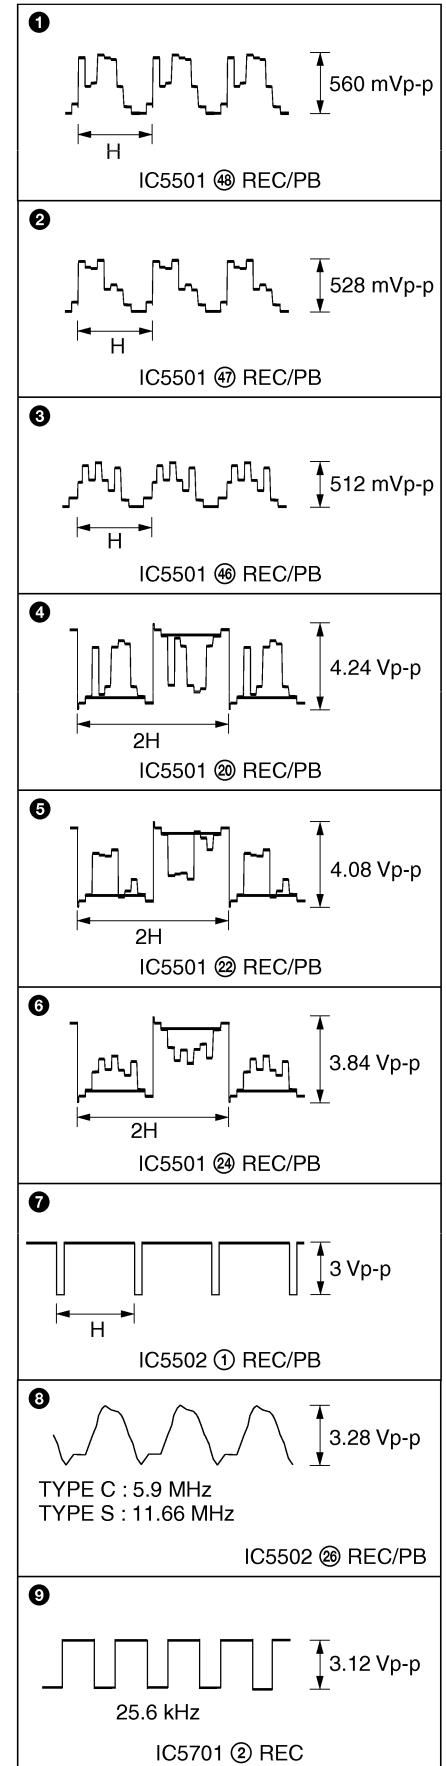 ❶
560 mVp-p
H
IC5501 ㊽ REC/PB
❷
528 mVp-p
H
IC5501 ㊼ REC/PB
❸
512 mVp-p
H
IC5501 ㊻ REC/PB
❹
4.24 Vp-p
2H
IC5501 ⑳ REC/PB
❺
4.08 Vp-p
2H
IC5501 ㉒ REC/PB
❻
3.84 Vp-p
2H
IC5501 ㉔ REC/PB
❼
3 Vp-p
H
IC5502 ① REC/PB
❽
3.28 Vp-p
TYPE C : 5.9 MHz
TYPE S : 11.66 MHz
IC5502 ㉖ REC/PB
❾
3.12 Vp-p
25.6 kHz
IC5701 ② REC